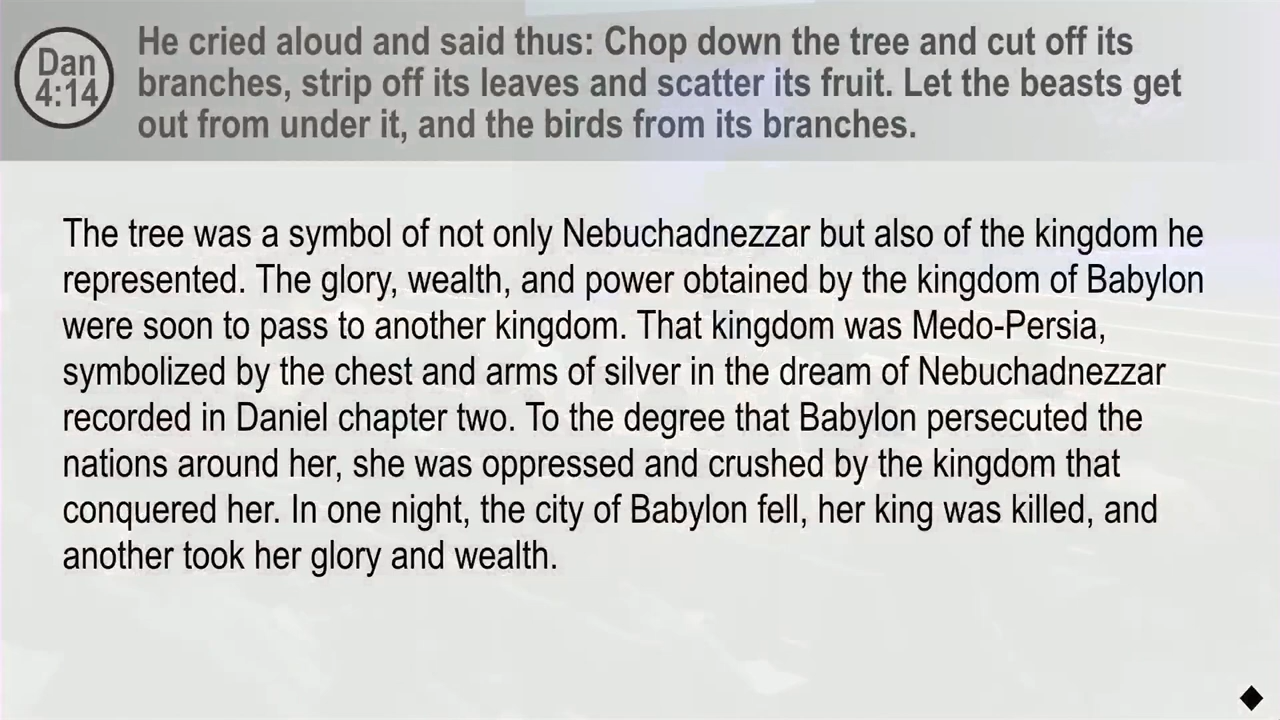 Dan
4:14
He cried aloud and said thus: Chop down the tree and cut off its
branches, strip off its leaves and scatter its fruit. Let the beasts get
out from under it, and the birds from its branches.
The tree was a symbol of not only Nebuchadnezzar but also of the kingdom he
represented. The glory, wealth, and power obtained by the kingdom of Babylon
were soon to pass to another kingdom. That kingdom was Medo-Persia,
symbolized by the chest and arms of silver in the dream of Nebuchadnezzar
recorded in Daniel chapter two. To the degree that Babylon persecuted the
nations around her, she was oppressed and crushed by the kingdom that
conquered her. In one night, the city of Babylon fell, her king was killed, and
another took her glory and wealth.